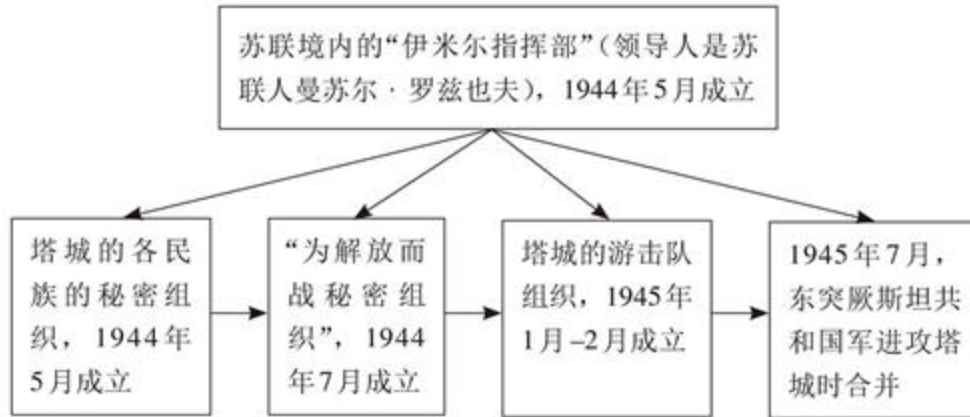 苏联境内的“伊米尔指挥部”（领导人是苏
联人曼苏尔·罗兹也夫），1944年5月成立
塔城的各民
族的秘密组
织，1944年
5月成立
“为解放而
战秘密组
织”，1944
年7月成立
塔城的游击队
组织，1945年
1月–2月成立
1945年7月，
东突厥斯坦共
和国军进攻塔
城时合并